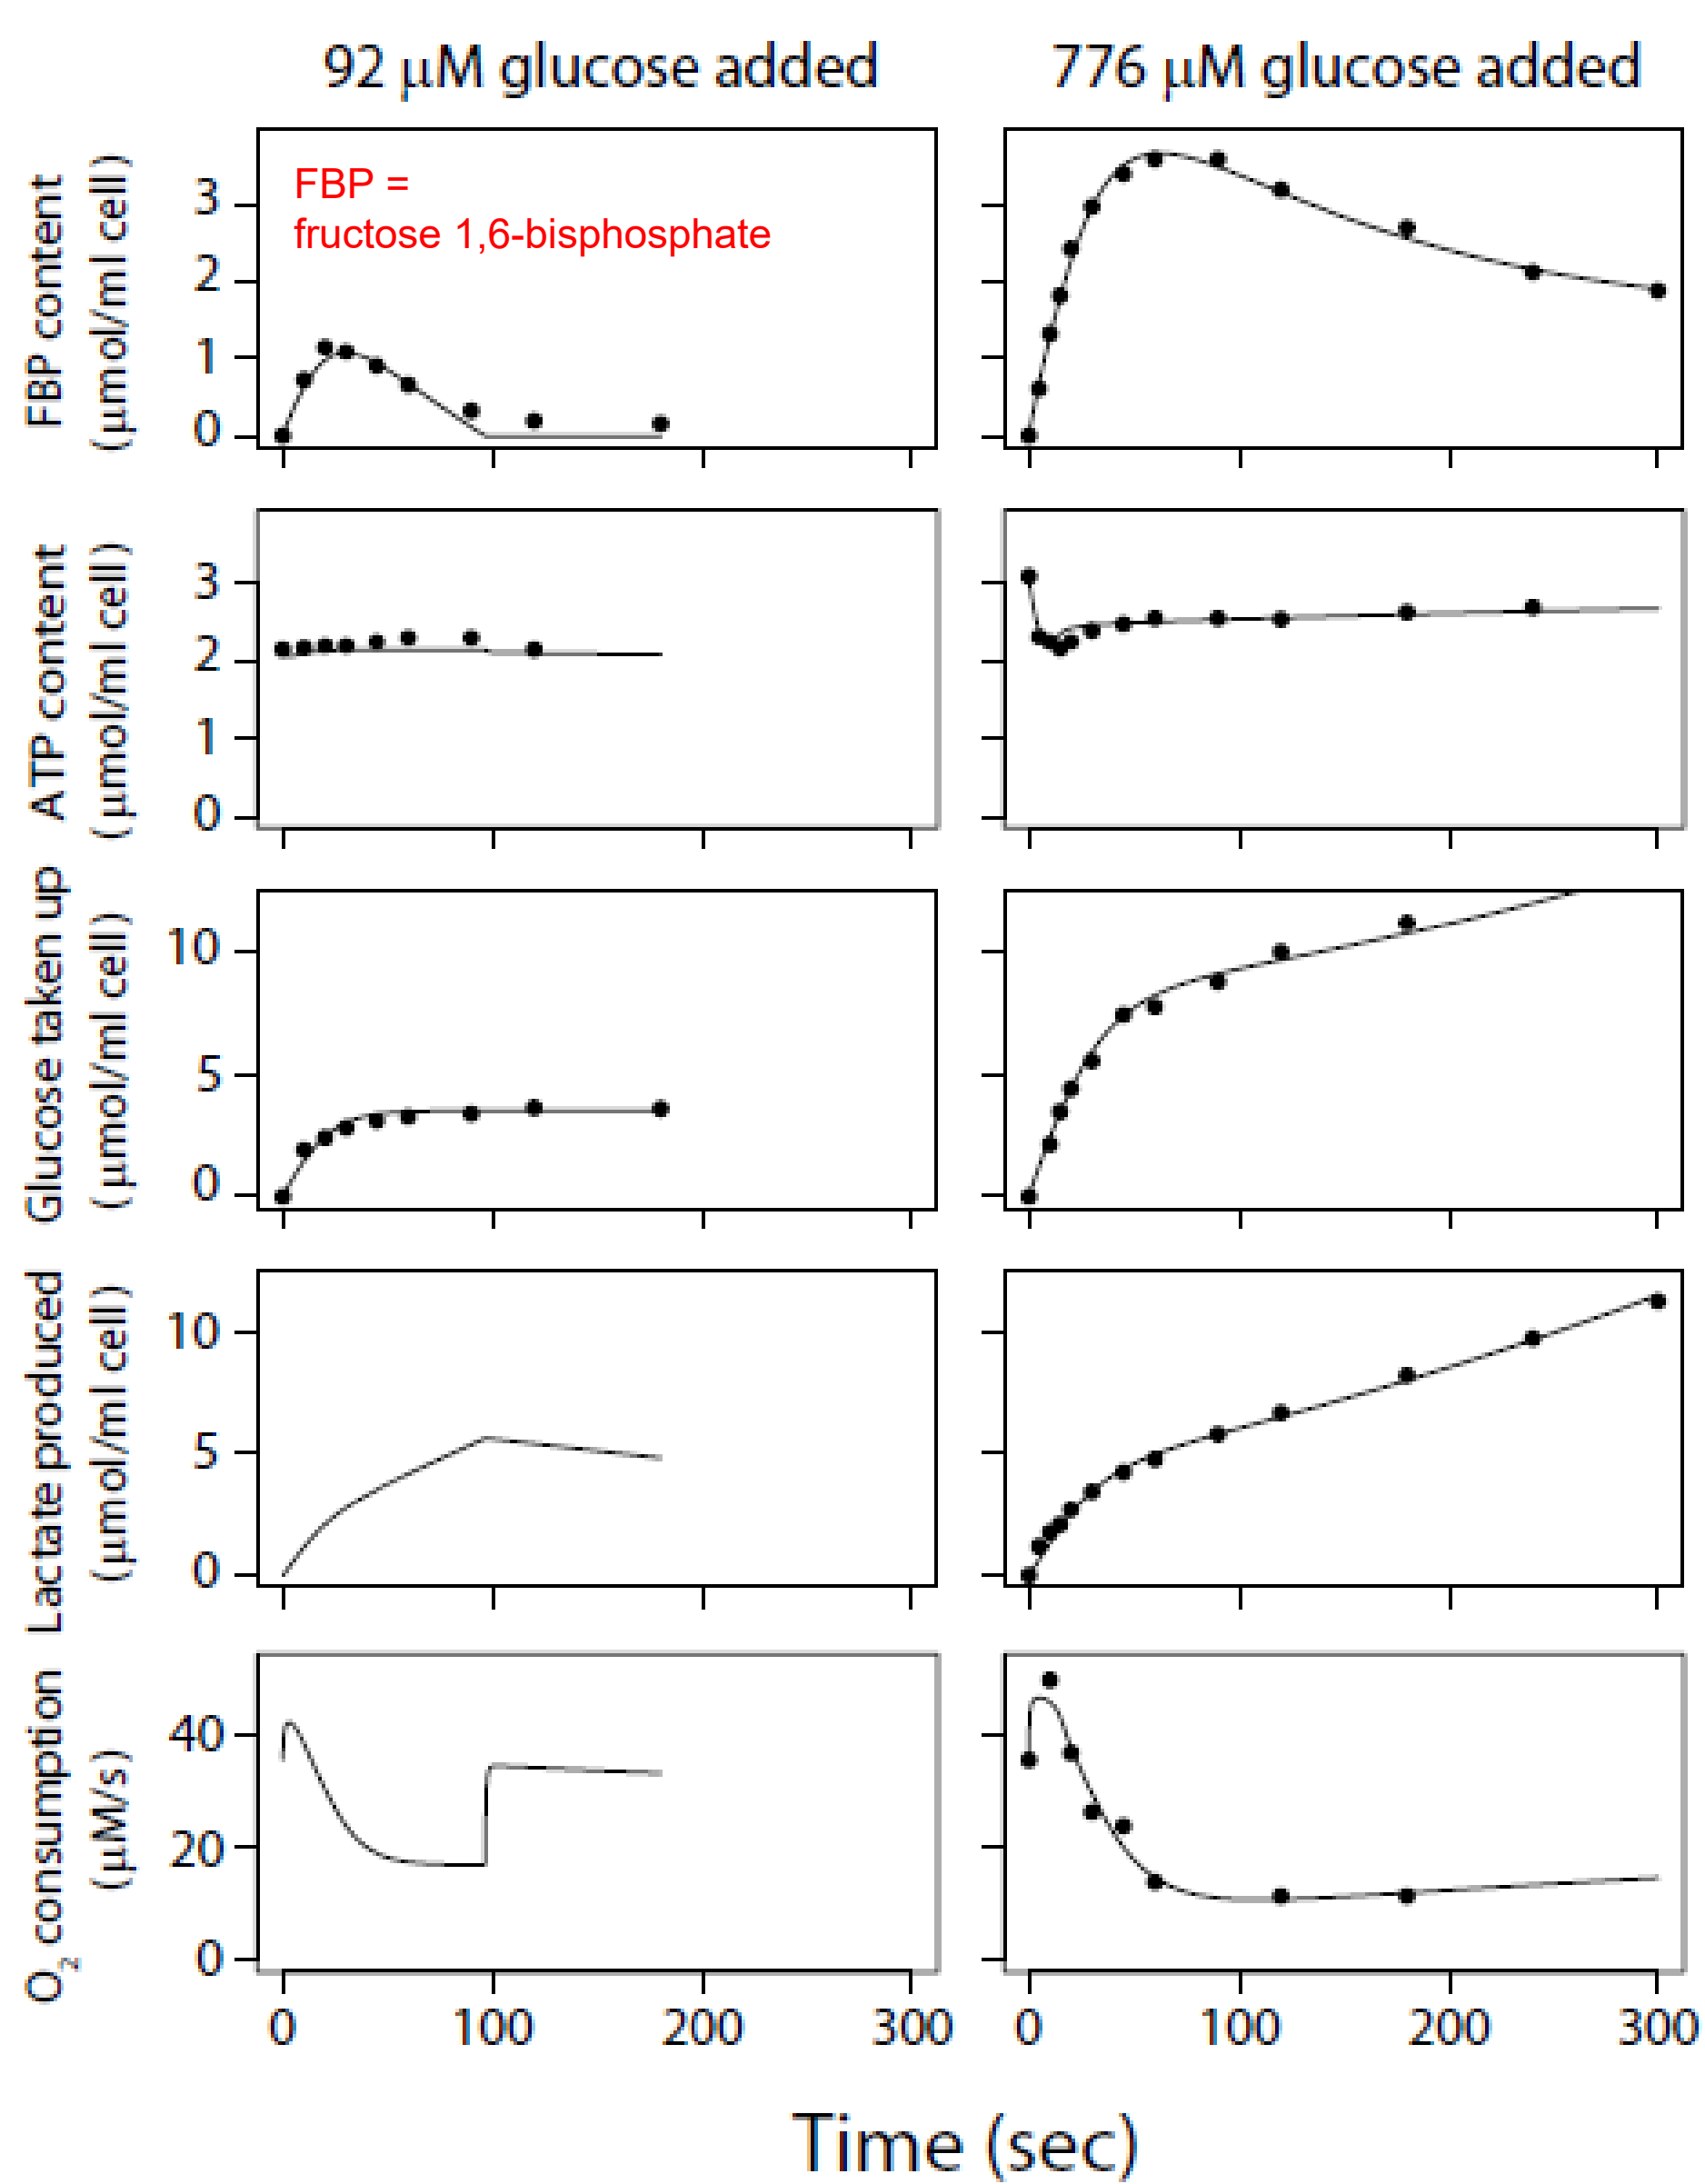 92 μM glucose added
776 μM glucose added
FBP content
(μmol/ml cell)
3
2
1
0
FBP =
fructose 1,6-bisphosphate
ATP content
(μmol/ml cell)
3
2
1
0
Glucose taken up
(μmol/ml cell)
10
5
0
Lactate produced
(μmol/ml cell)
10
5
0
O₂ consumption
(μM/s)
40
20
0
0 100 200 300
0 100 200 300
Time (sec)